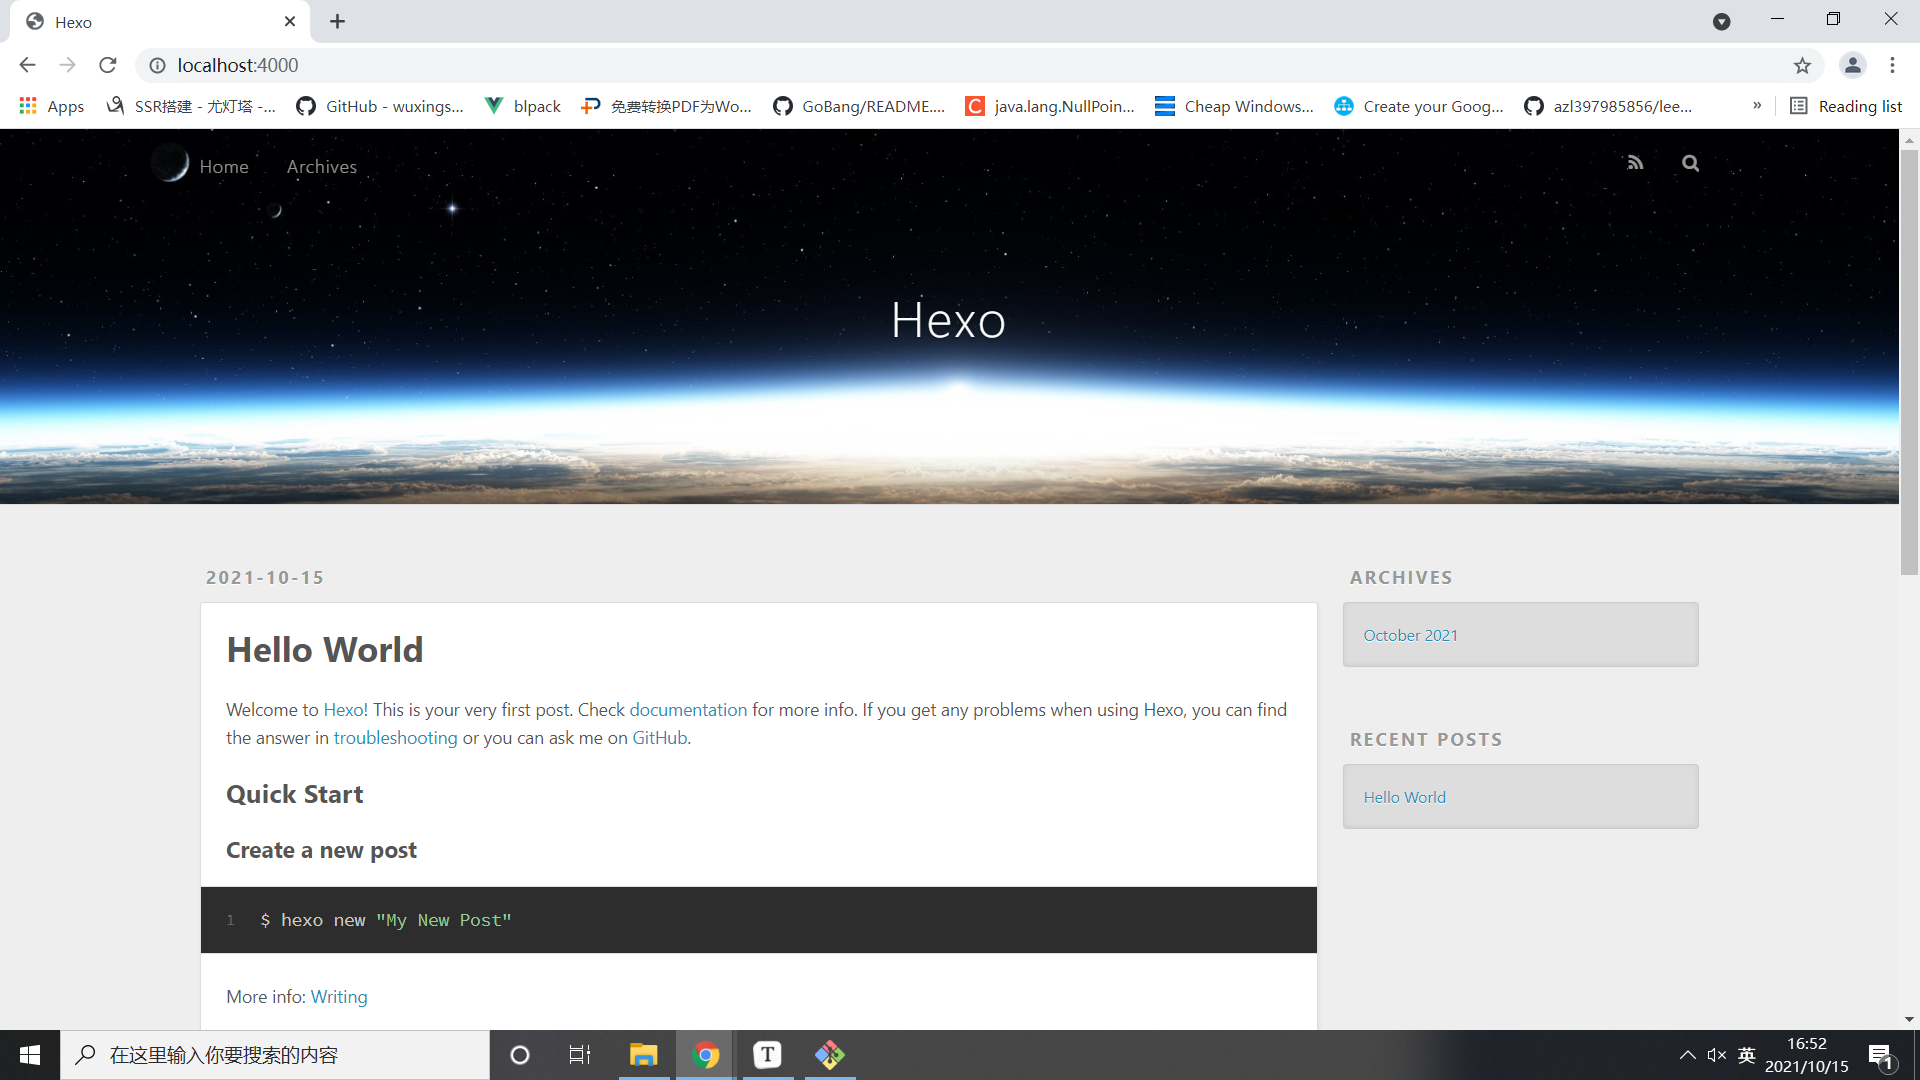 Hexo
localhost:4000
Apps
SSR搭建 - 尤灯塔 -...
GitHub - wuxings...
blpack
免费转换PDF为Wo...
GoBang/README....
java.lang.NullPoin...
Cheap Windows...
Create your Goog...
azl397985856/lee...
»
Reading list
Home
Archives
Hexo
2021-10-15
Hello World
Welcome to Hexo! This is your very first post. Check documentation for more info. If you get any problems when using Hexo, you can find
the answer in troubleshooting or you can ask me on GitHub.
Quick Start
Create a new post
1 $ hexo new "My New Post"
More info: Writing
ARCHIVES
October 2021
RECENT POSTS
Hello World
在这里输入你要搜索的内容
T
英
16:52
2021/10/15
1